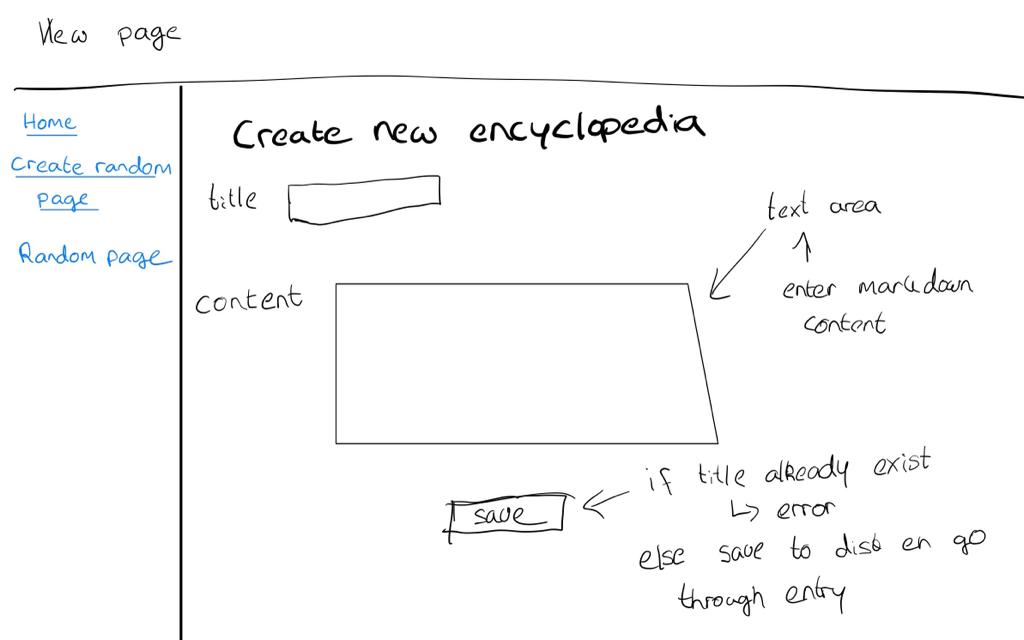 New page
Home
Create random
page
Random page
Create new encyclopedia
title
content
text area
enter markdown
content
save
if title already exist
↳ error
else save to disk en go
through entry